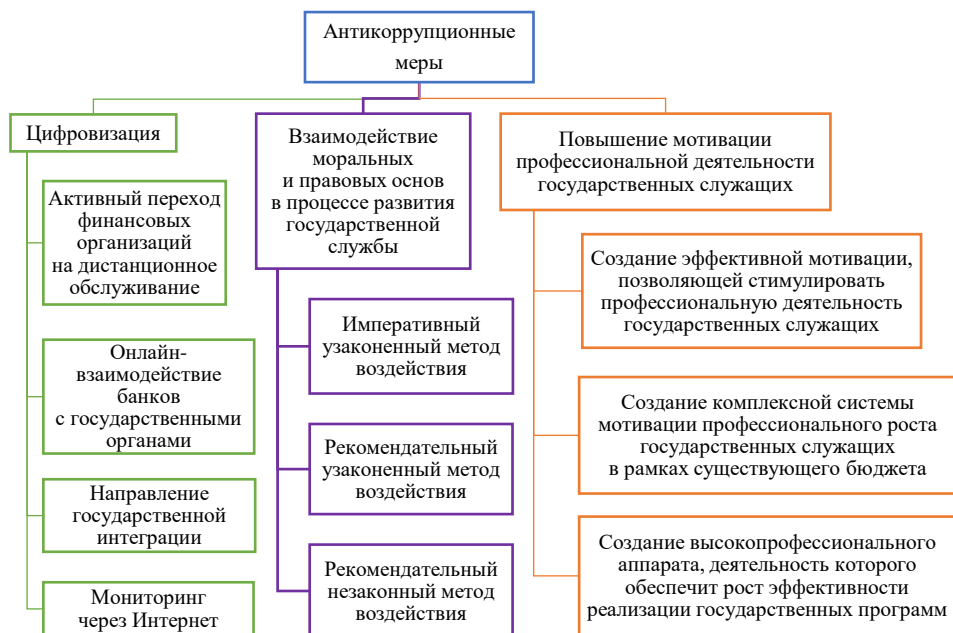 Антикоррупционные
меры
Цифровизация
Активный переход
финансовых
организаций
на дистанционное
обслуживание
Онлайн-
взаимодействие
банков
с государственными
органами
Направление
государственной
интеграции
Мониторинг
через Интернет
Взаимодействие
моральных
и правовых основ
в процессе развития
государственной
службы
Императивный
узаконенный метод
воздействия
Рекомендательный
узаконенный метод
воздействия
Рекомендательный
незаконный метод
воздействия
Повышение мотивации
профессиональной деятельности
государственных служащих
Создание эффективной мотивации,
позволяющей стимулировать
профессиональную деятельность
государственных служащих
Создание комплексной системы
мотивации профессионального роста
государственных служащих
в рамках существующего бюджета
Создание высокопрофессионального
аппарата, деятельность которого
обеспечит рост эффективности
реализации государственных программ